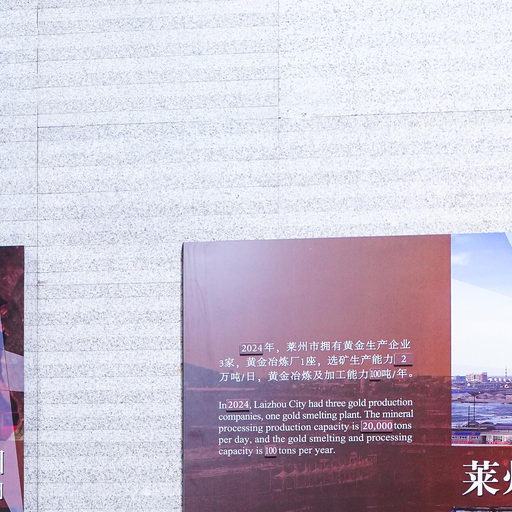 2024年，莱州市拥有黄金生产企业
3家，黄金冶炼厂1座，选矿生产能力2
万吨/日，黄金冶炼及加工能力100吨/年。
In 2024, Laizhou City had three gold production
companies, one gold smelting plant. The mineral
processing production capacity is 20,000 tons
per day, and the gold smelting and processing
capacity is 100 tons per year.
莱州